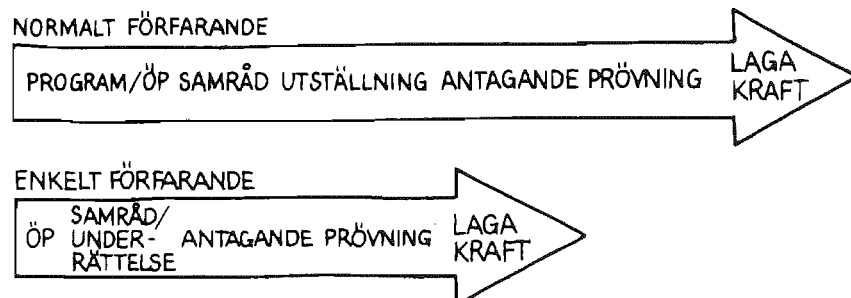 NORMALT FÖRFARANDE
PROGRAM/ÖP SAMRÅD UTSTÄLLNING ANTAGANDE PRÖVNING LAGA KRAFT
ENKELT FÖRFARANDE
ÖP SAMRÅD/UNDER-RÄTTELSE ANTAGANDE PRÖVNING LAGA KRAFT